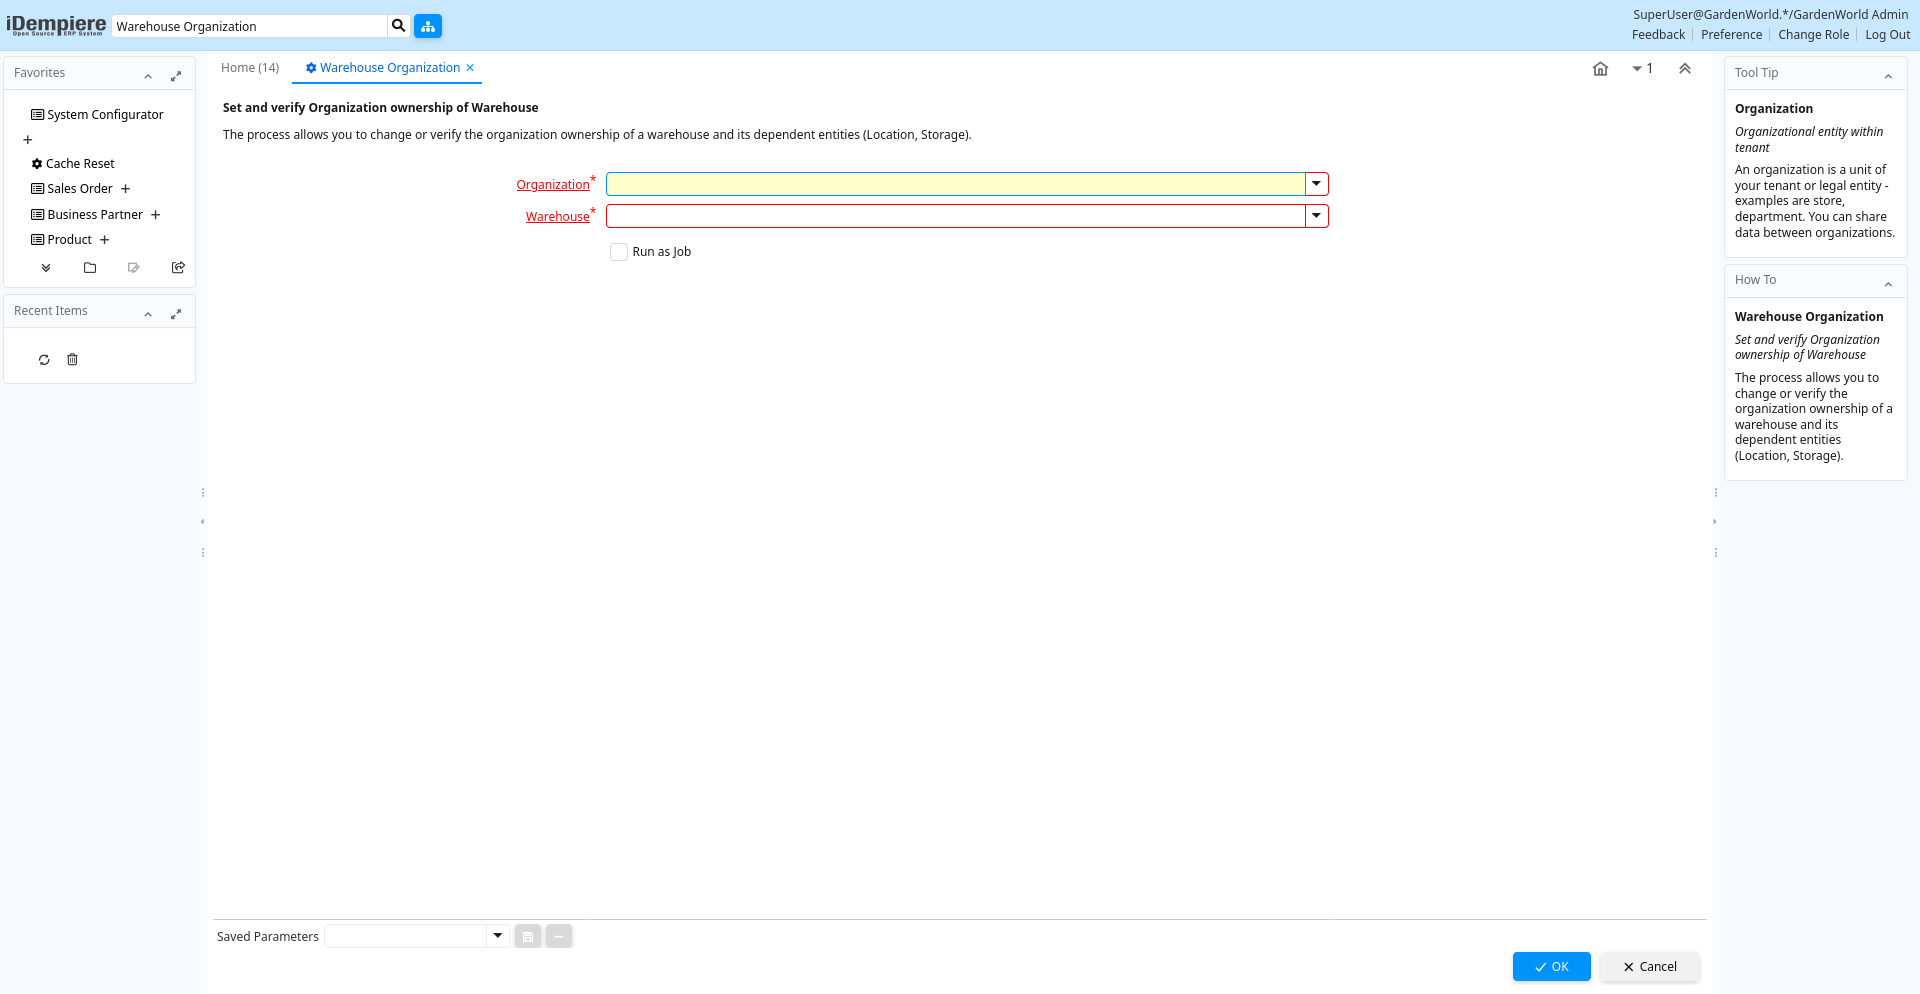 iDempiere
Open Source ERP System
Warehouse Organization
SuperUser@GardenWorld.*/GardenWorld Admin
Feedback
Preference
Change Role
Log Out
Favorites
System Configurator
Cache Reset
Sales Order
Business Partner
Product
Recent Items
Home (14)
Warehouse Organization
1
Set and verify Organization ownership of Warehouse
The process allows you to change or verify the organization ownership of a warehouse and its dependent entities (Location, Storage).
Organization*
Warehouse*
Run as Job
Saved Parameters
OK
Cancel
Tool Tip
Organization
Organizational entity within
tenant
An organization is a unit of
your tenant or legal entity -
examples are store,
department. You can share
data between organizations.
How To
Warehouse Organization
Set and verify Organization
ownership of Warehouse
The process allows you to
change or verify the
organization ownership of a
warehouse and its
dependent entities
(Location, Storage).